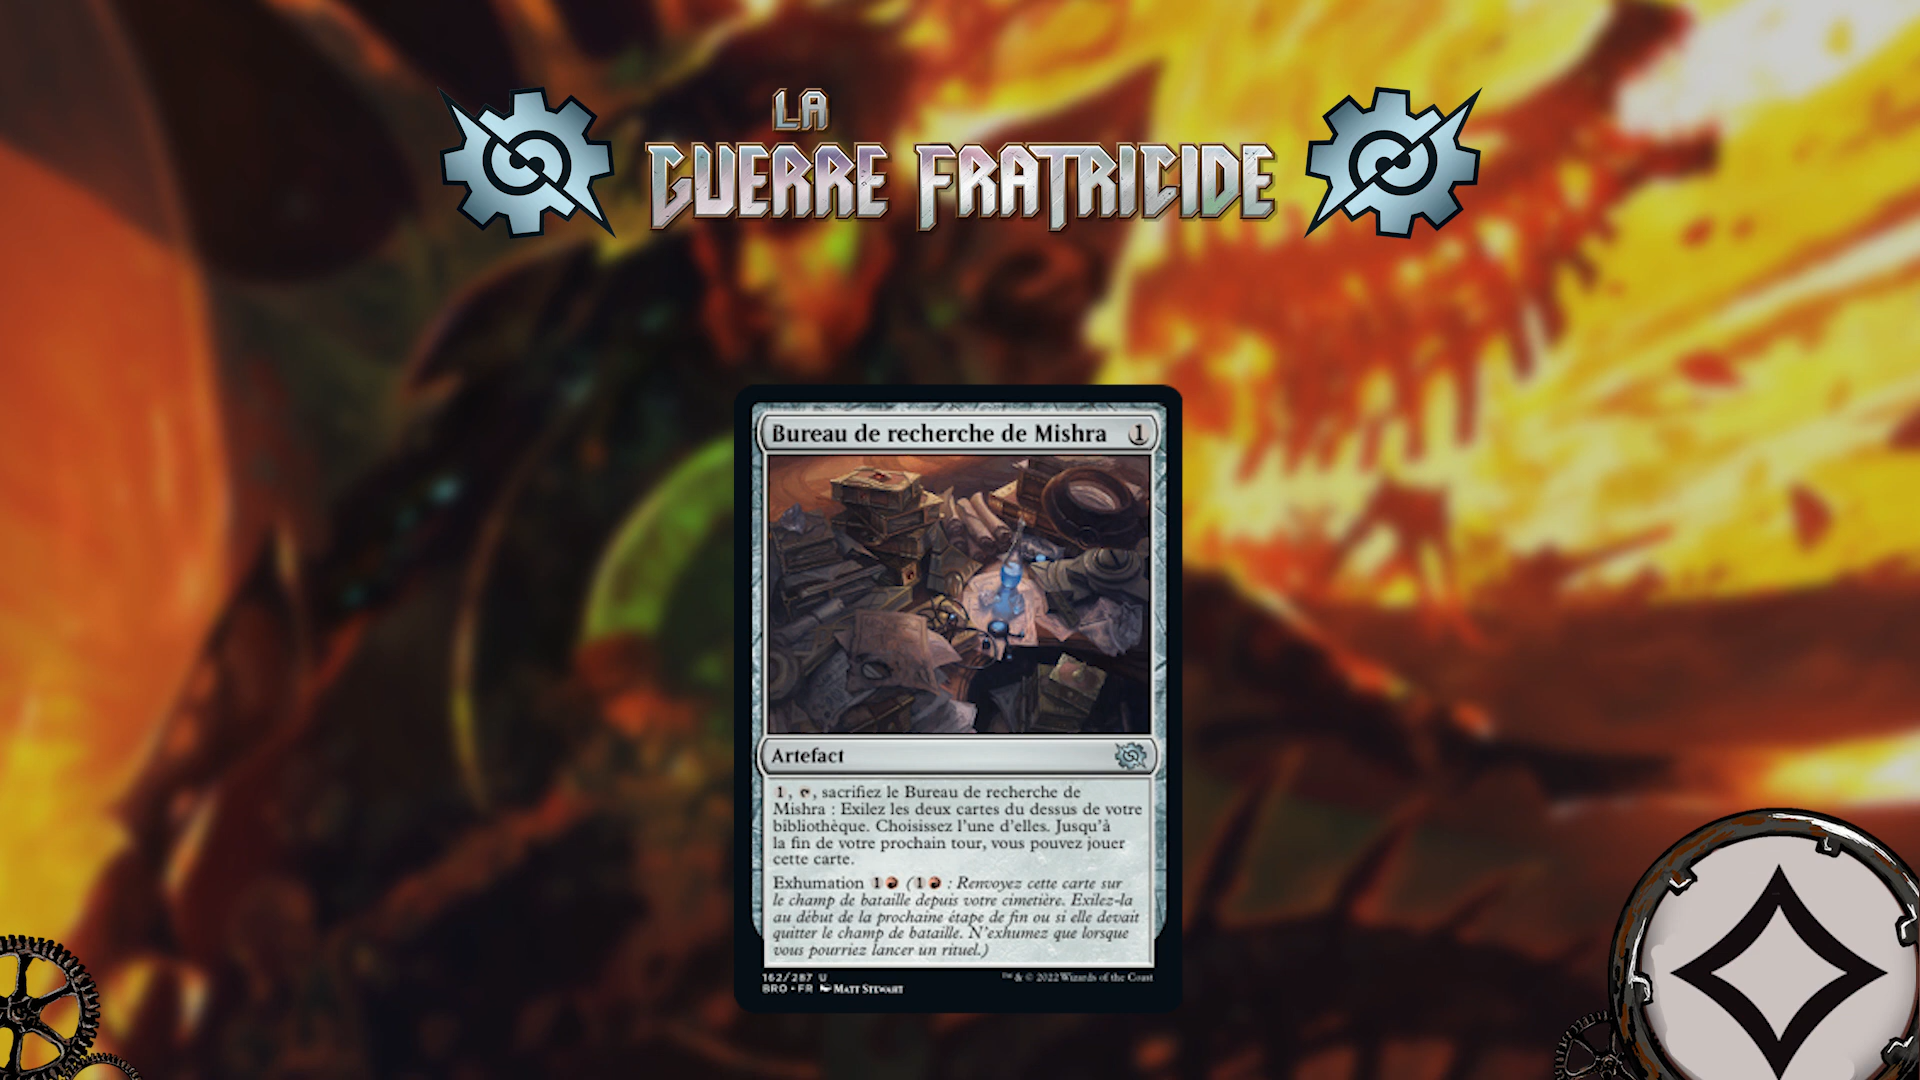 LA
GUERRE FRATRICIDE
Bureau de recherche de Mishra 1
Artefact
1, , sacrifiez le Bureau de recherche de
Mishra : Exilez les deux cartes du dessus de votre
bibliothèque. Choisissez l'une d'elles. Jusqu'à
la fin de votre prochain tour, vous pouvez jouer
cette carte.
Exhumation 1 (1 : Renvoyez cette carte sur
le champ de bataille depuis votre cimetière. Exilez-la
au début de la prochaine étape de fin ou si elle devait
quitter le champ de bataille. N'exhumez que lorsque
vous pourriez lancer un rituel.)
162/287 U
™ & © 2022 Wizards of the Coast
BRO • FR MATT STEWART